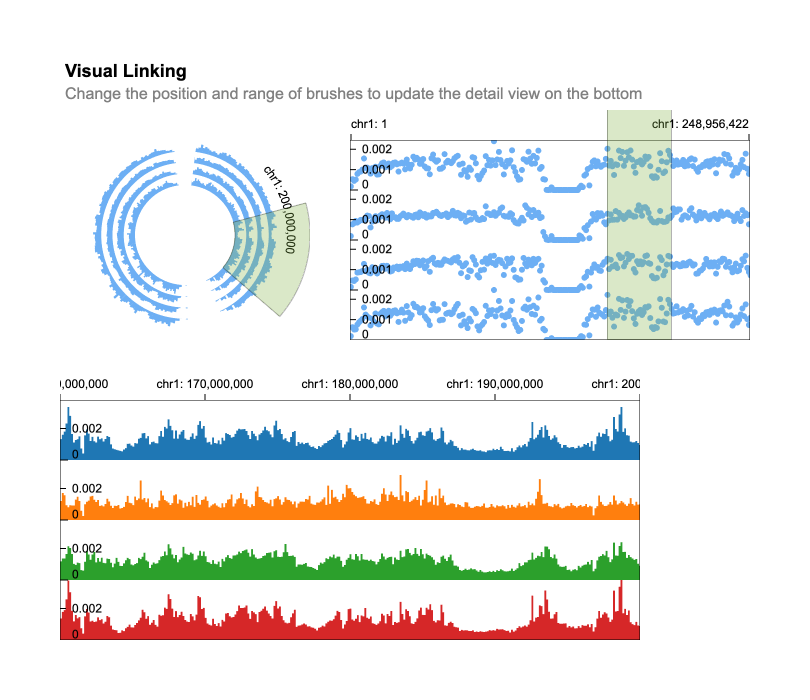 Visual Linking
Change the position and range of brushes to update the detail view on the bottom
chr1: 200,000,000
chr1: 1
chr1: 248,956,422
0.002
0.001
0
0.002
0.001
0
0.002
0.001
0
0.002
0.001
0
0,000,000
chr1: 170,000,000
chr1: 180,000,000
chr1: 190,000,000
chr1: 200
0.002
0
0.002
0
0.002
0
0.002
0